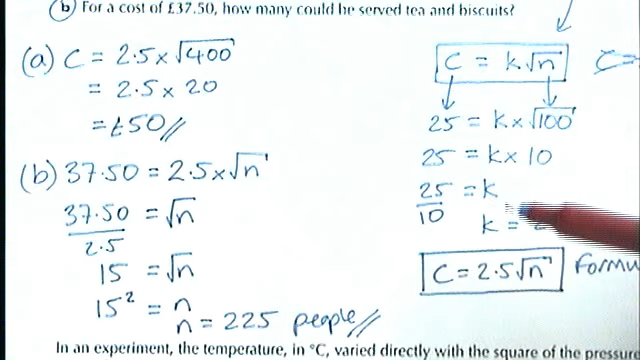 (b) For a cost of £37.50, how many could be served tea and biscuits?
(a) C = 2.5 x √400
= 2.5 x 20
= £50//
(b) 37.50 = 2.5 x √n
37.50/2.5 = √n
15 = √n
15² = n
n = 225 people//
C = k√n
C =
25 = k x √100
25 = k x 10
25/10 = k
k =
C = 2.5√n
In an experiment, the temperature, in °C, varied directly with the square of the pressure